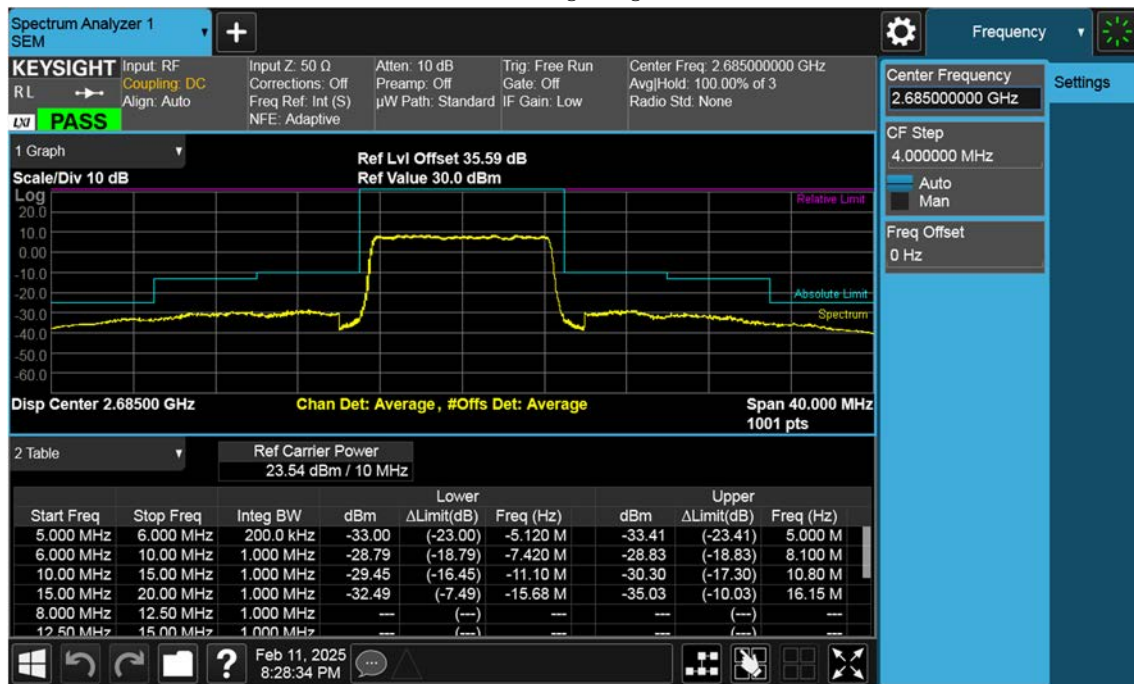 Spectrum Analyzer 1
SEM
Frequency
KEYSIGHT
RL
LXI PASS
Input: RF
Coupling: DC
Align: Auto
Input Z: 50 Ω
Corrections: Off
Freq Ref: Int (S)
NFE: Adaptive
Atten: 10 dB
Preamp: Off
µW Path: Standard
Trig: Free Run
Gate: Off
IF Gain: Low
Center Freq: 2.685000000 GHz
Avg|Hold: 100.00% of 3
Radio Std: None
Center Frequency
2.685000000 GHz
Settings
CF Step
4.000000 MHz
Auto
Man
Freq Offset
0 Hz
1 Graph
Scale/Div 10 dB
Ref Lvl Offset 35.59 dB
Ref Value 30.0 dBm
Log
20.0
10.0
0.00
-10.0
-20.0
-30.0
-40.0
-50.0
-60.0
Relative Limit
Absolute Limit
Spectrum
Disp Center 2.68500 GHz
Chan Det: Average, #Offs Det: Average
Span 40.000 MHz
1001 pts
2 Table
Ref Carrier Power
23.54 dBm / 10 MHz
Lower Upper
Start Freq Stop Freq Integ BW dBm ΔLimit(dB) Freq (Hz) dBm ΔLimit(dB) Freq (Hz)
5.000 MHz 6.000 MHz 200.0 kHz -33.00 (-23.00) -5.120 M -33.41 (-23.41) 5.000 M
6.000 MHz 10.00 MHz 1.000 MHz -28.79 (-18.79) -7.420 M -28.83 (-18.83) 8.100 M
10.00 MHz 15.00 MHz 1.000 MHz -29.45 (-16.45) -11.10 M -30.30 (-17.30) 10.80 M
15.00 MHz 20.00 MHz 1.000 MHz -32.49 (-7.49) -15.68 M -35.03 (-10.03) 16.15 M
8.000 MHz 12.50 MHz 1.000 MHz --- (---) --- --- (---) ---
12.50 MHz 15.00 MHz 1.000 MHz --- (---) --- --- (---) ---
Feb 11, 2025
8:28:34 PM